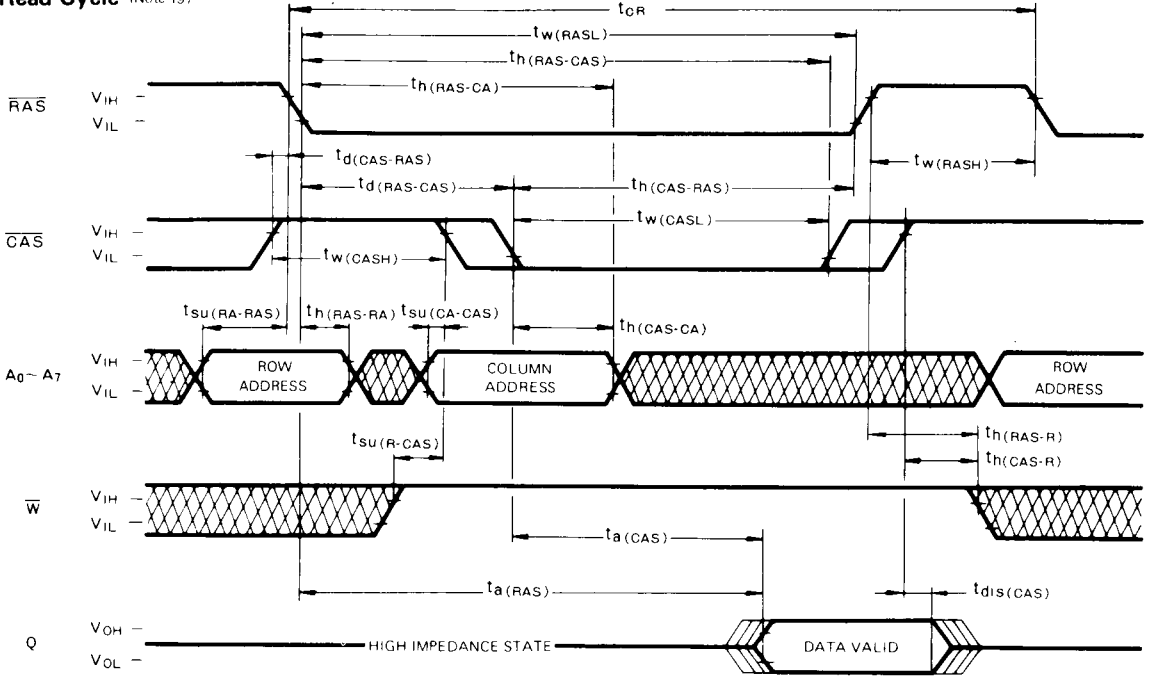 Read Cycle (Note 19)
tCR
tw(RASL)
th(RAS-CAS)
th(RAS-CA)
RAS
VIH
VIL
td(CAS-RAS)
tw(RASH)
td(RAS-CAS)
th(CAS-RAS)
CAS
VIH
VIL
tw(CASL)
tw(CASH)
tsu(RA-RAS)
th(RAS-RA)
tsu(CA-CAS)
th(CAS-CA)
A0~A7
VIH
VIL
ROW
ADDRESS
COLUMN
ADDRESS
ROW
ADDRESS
tsu(R-CAS)
th(RAS-R)
th(CAS-R)
W
VIH
VIL
ta(CAS)
ta(RAS)
tdis(CAS)
Q
VOH
VOL
HIGH IMPEDANCE STATE
DATA VALID